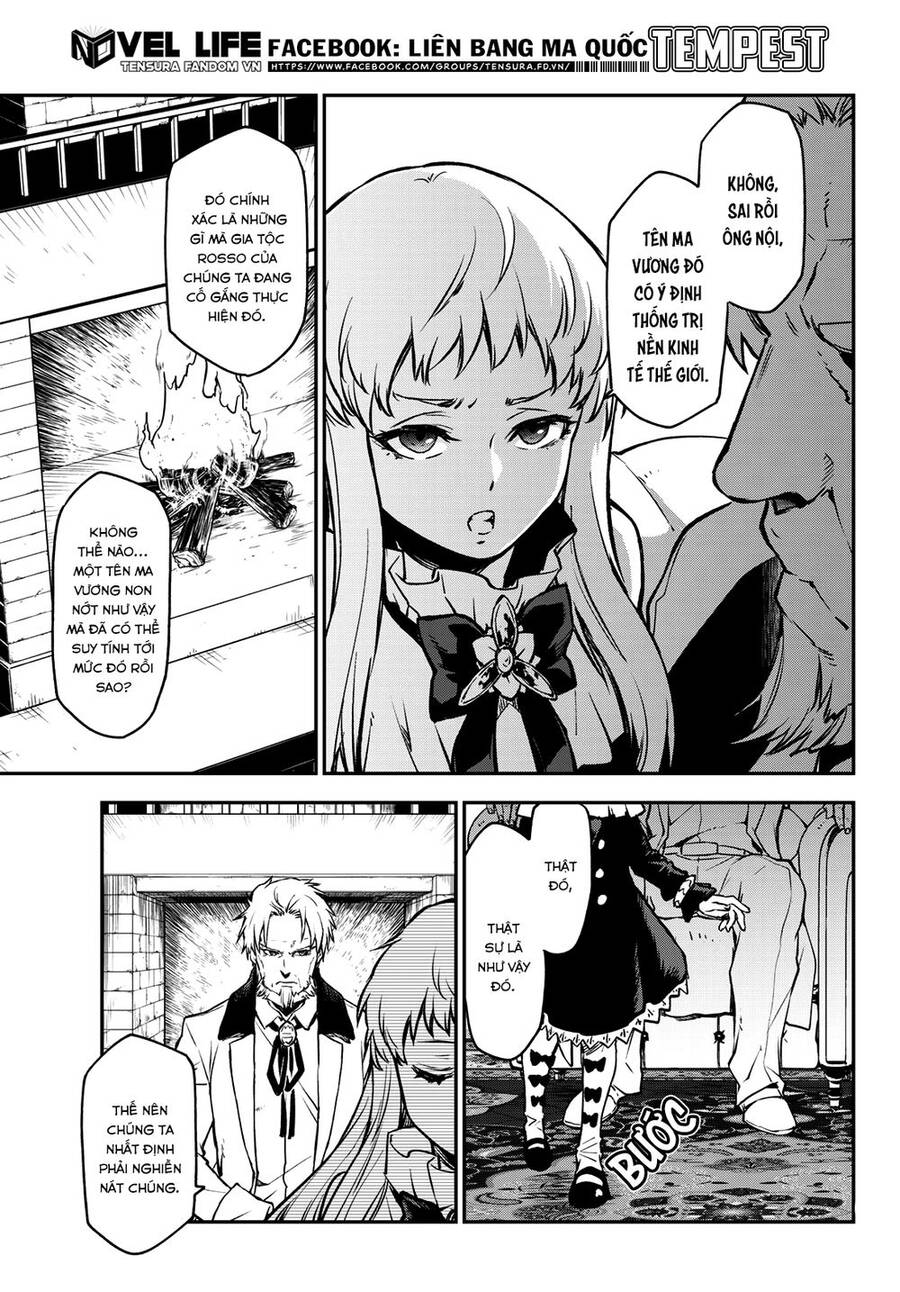 NOVEL LIFE
TENSURA FANDOM VN
FACEBOOK: LIÊN BANG MA QUỐC
HTTPS://WWW.FACEBOOK.COM/GROUPS/TENSURA.FD.VN/
TEMPEST
KHÔNG,
SAI RỒI
ÔNG NỘI,
TÊN MA
VƯƠNG ĐÓ
CÓ Ý ĐỊNH
THỐNG TRỊ
NỀN KINH
TẾ THẾ GIỚI.
ĐÓ CHÍNH
XÁC LÀ NHỮNG
GÌ MÀ GIA TỘC
ROSSO CỦA
CHÚNG TA ĐANG
CỐ GẮNG THỰC
HIỆN ĐÓ.
KHÔNG
THỂ NÀO...
MỘT TÊN MA
VƯƠNG NON
NỚT NHƯ VẬY
MÀ ĐÃ CÓ THỂ
SUY TÍNH TỚI
MỨC ĐÓ RỒI
SAO?
THẬT
ĐÓ,
THẬT
SỰ LÀ
NHƯ VẬY
ĐÓ.
BƯỚC
THẾ NÊN
CHÚNG TA
NHẤT ĐỊNH
PHẢI NGHIỀN
NÁT CHÚNG.